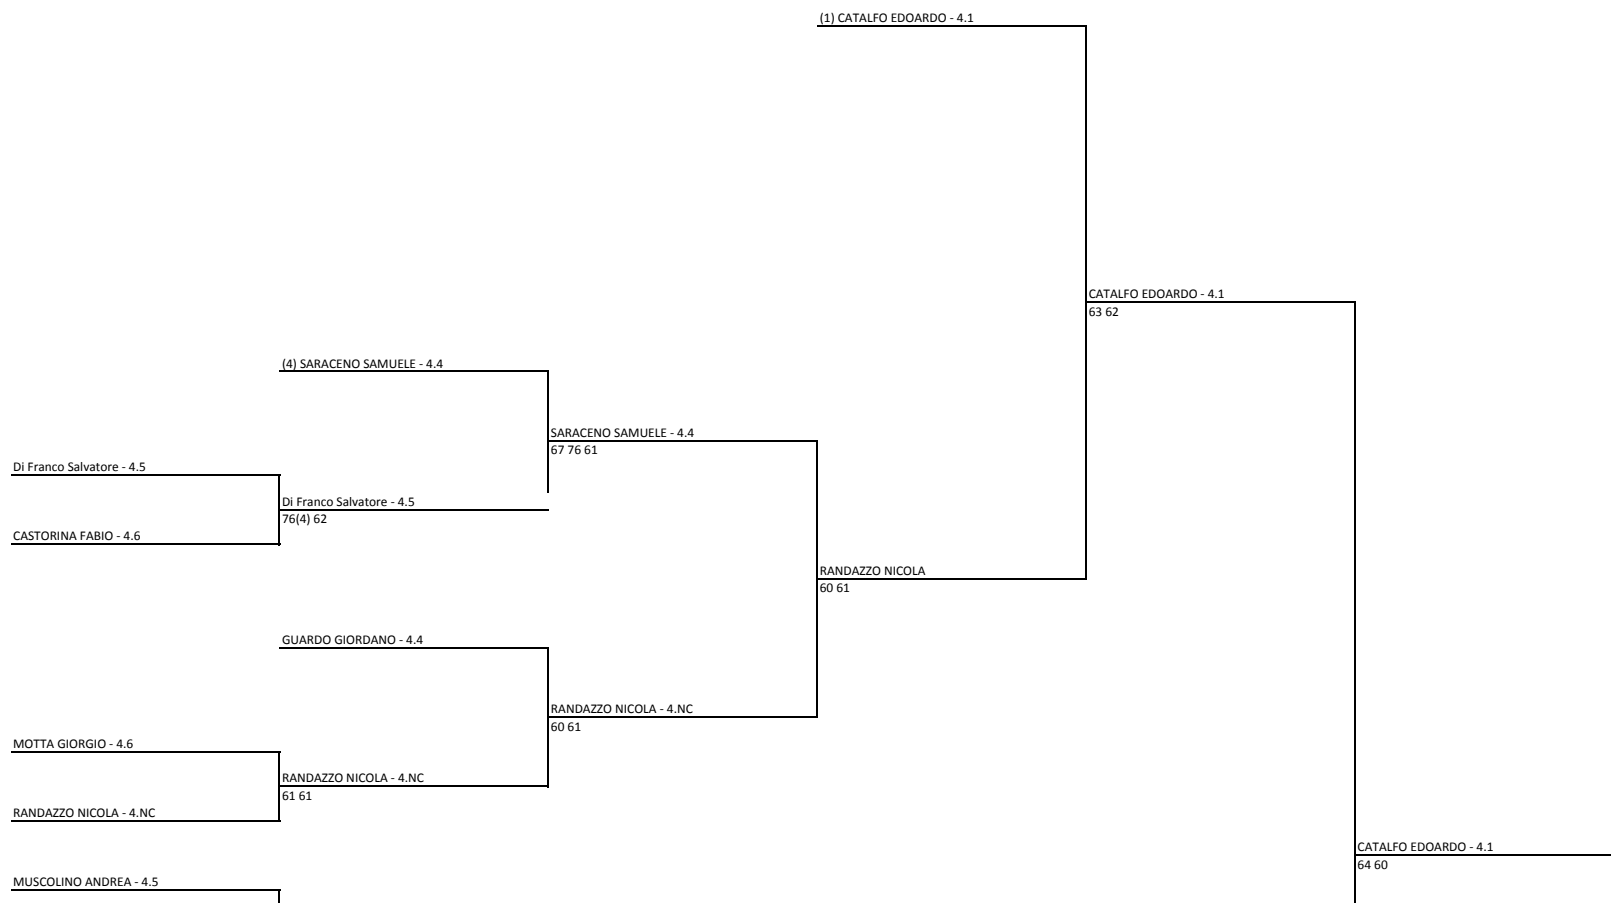 (1) CATALFO EDOARDO - 4.1
CATALFO EDOARDO - 4.1
63 62
(4) SARACENO SAMUELE - 4.4
SARACENO SAMUELE - 4.4
67 76 61
Di Franco Salvatore - 4.5
Di Franco Salvatore - 4.5
76(4) 62
CASTORINA FABIO - 4.6
RANDAZZO NICOLA
60 61
GUARDO GIORDANO - 4.4
RANDAZZO NICOLA - 4.NC
60 61
MOTTA GIORGIO - 4.6
RANDAZZO NICOLA - 4.NC
61 61
RANDAZZO NICOLA - 4.NC
CATALFO EDOARDO - 4.1
64 60
MUSCOLINO ANDREA - 4.5